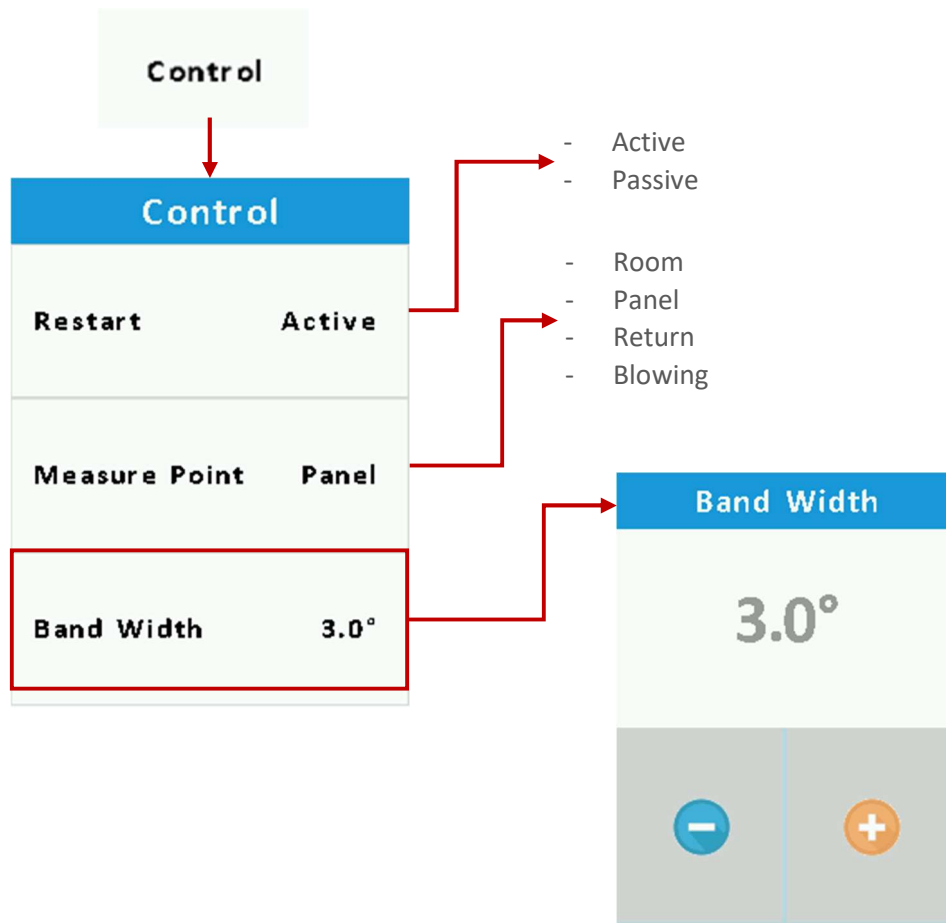 Control
Control
Restart Active
Measure Point Panel
Band Width 3.0°
- Active
- Passive
- Room
- Panel
- Return
- Blowing
Band Width
3.0°